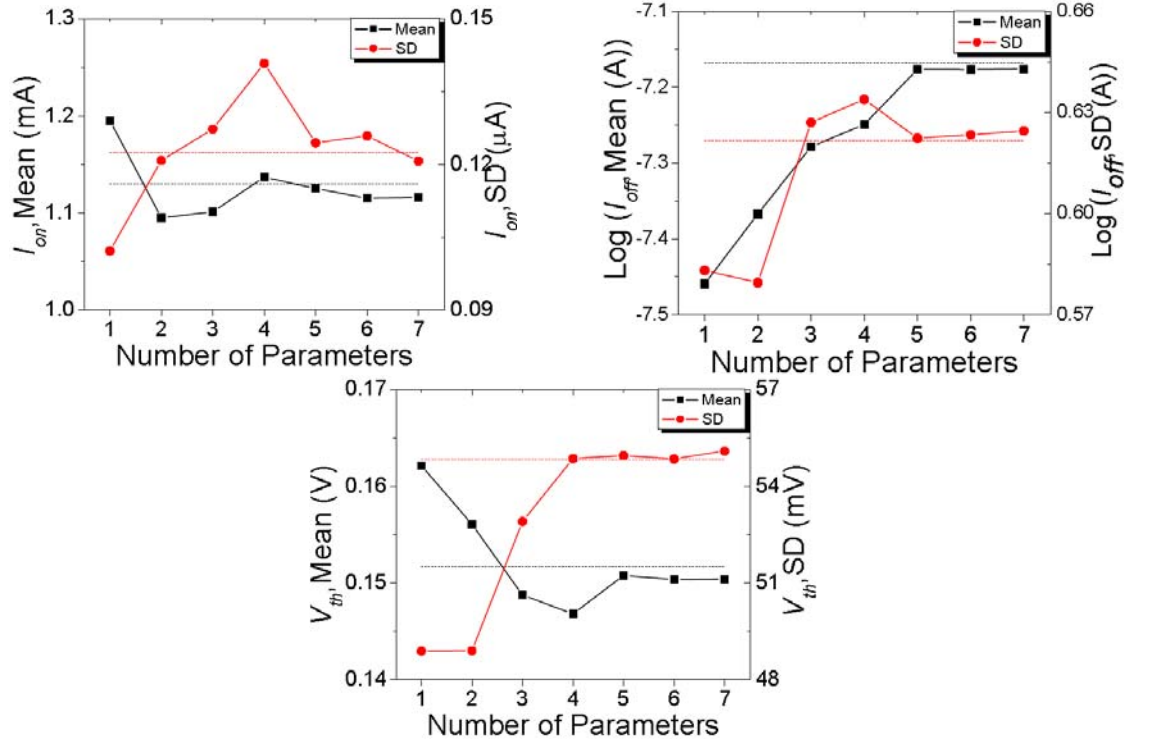 1.3
1.2
1.1
1.0
I_on, Mean (mA)
Mean
SD
0.15
0.12
0.09
I_on, SD (μA)
1 2 3 4 5 6 7
Number of Parameters
-7.1
-7.2
-7.3
-7.4
-7.5
Log (I_off, Mean (A))
Mean
SD
0.66
0.63
0.60
0.57
Log (I_off, SD (A)
1 2 3 4 5 6 7
Number of Parameters
0.17
0.16
0.15
0.14
V_th, Mean (V)
Mean
SD
57
54
51
48
V_th, SD (mV)
1 2 3 4 5 6 7
Number of Parameters